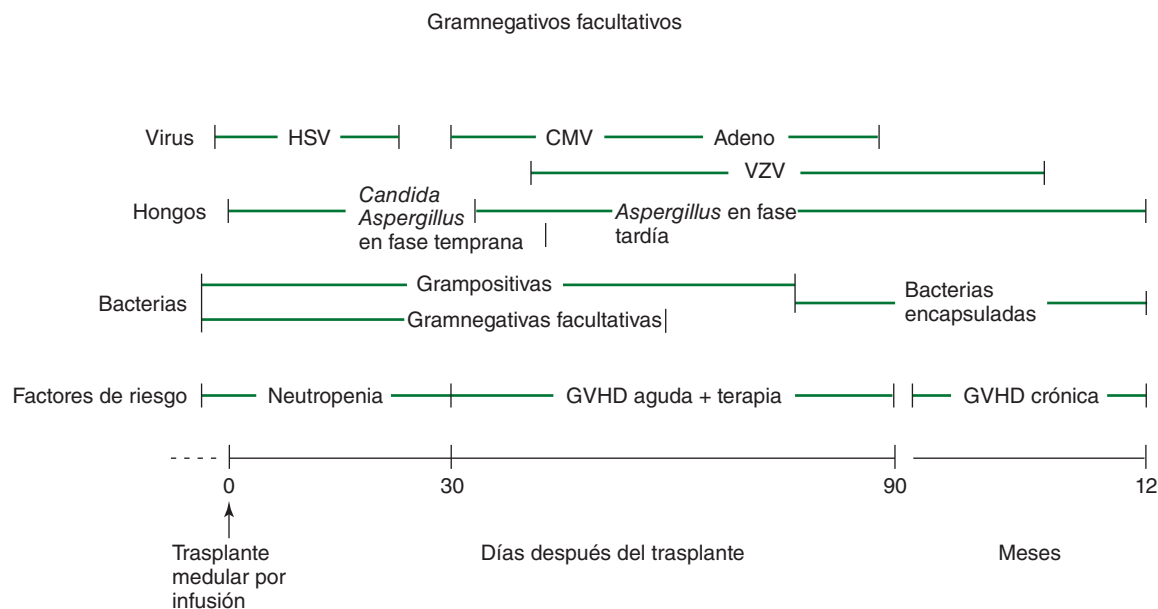 Gramnegativos facultativos
Virus HSV CMV Adeno
VZV
Candida
Hongos Aspergillus Aspergillus en fase
en fase temprana tardía
Grampositivas Bacterias
Bacterias encapsuladas
Gramnegativas facultativas
Factores de riesgo Neutropenia GVHD aguda + terapia GVHD crónica
0 30 90 12
Trasplante Días después del trasplante Meses
medular por
infusión